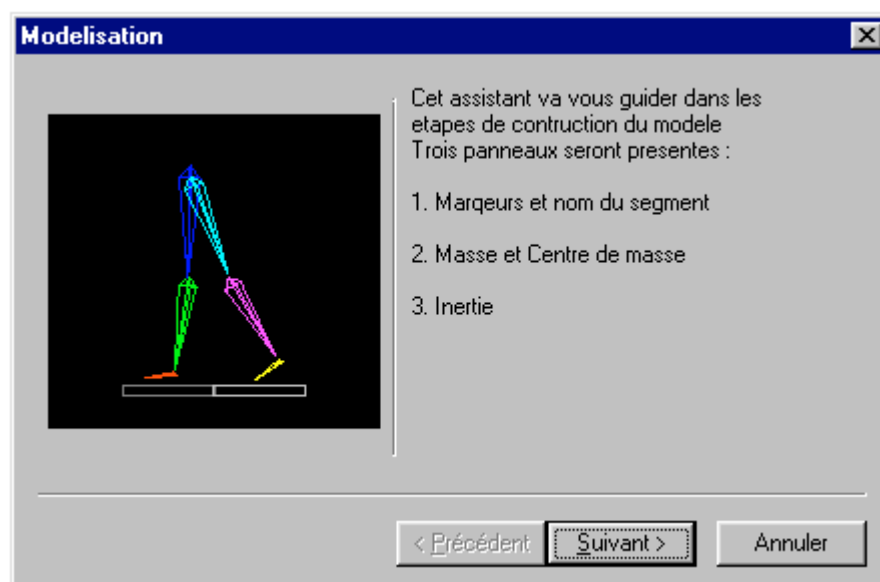 Modelisation
Cet assistant va vous guider dans les
etapes de contruction du modele
Trois panneaux seront presentes :
1. Marqeurs et nom du segment
2. Masse et Centre de masse
3. Inertie
< Précédent
Suivant >
Annuler